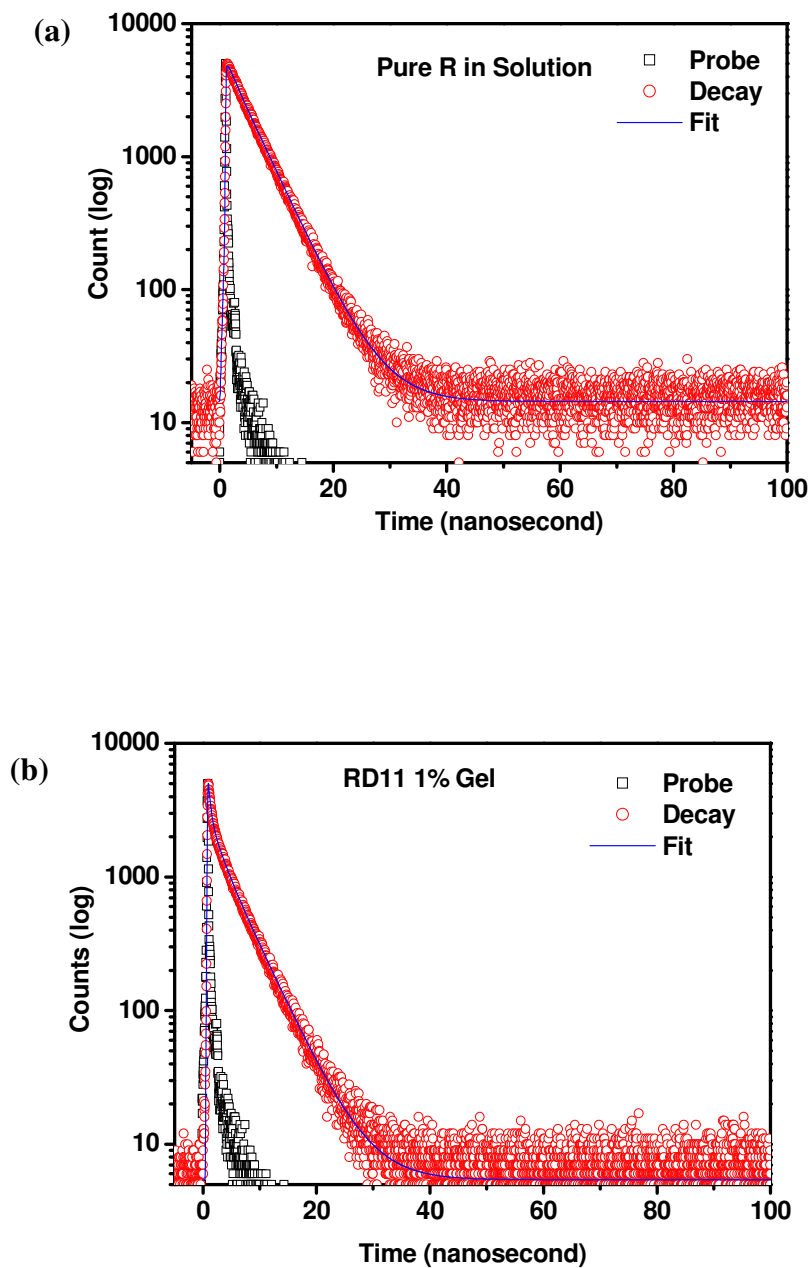 (a)
10000
1000
100
10
Count (log)
Pure R in Solution
Probe
Decay
Fit
0 20 40 60 80 100
Time (nanosecond)
(b)
10000
1000
100
10
Counts (log)
RD11 1% Gel
Probe
Decay
Fit
0 20 40 60 80 100
Time (nanosecond)